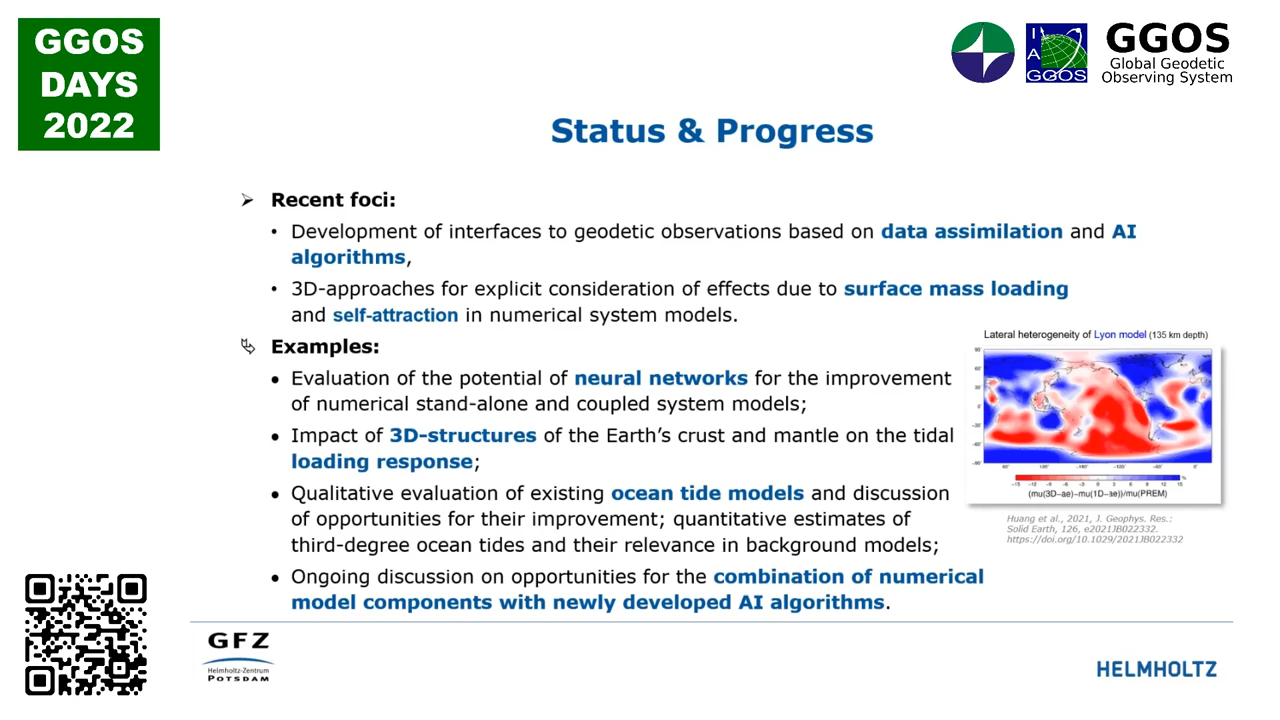 GGOS
DAYS
2022
I
A
GGOS
GGOS
Global Geodetic
Observing System
Status & Progress
Recent foci:
Development of interfaces to geodetic observations based on data assimilation and AI
algorithms,
3D-approaches for explicit consideration of effects due to surface mass loading
and self-attraction in numerical system models.
Examples:
Evaluation of the potential of neural networks for the improvement
of numerical stand-alone and coupled system models;
Impact of 3D-structures of the Earth's crust and mantle on the tidal
loading response;
Qualitative evaluation of existing ocean tide models and discussion
of opportunities for their improvement; quantitative estimates of
third-degree ocean tides and their relevance in background models;
Ongoing discussion on opportunities for the combination of numerical
model components with newly developed AI algorithms.
Lateral heterogeneity of Lyon model (135 km depth)
(mu(3D-ae)-mu(1D-ae))/mu(PREM)
Huang et al., 2021, J. Geophys. Res.:
Solid Earth, 126, e2021JB022332.
https://doi.org/10.1029/2021JB022332
GFZ
Helmholtz-Zentrum
POTSDAM
HELMHOLTZ